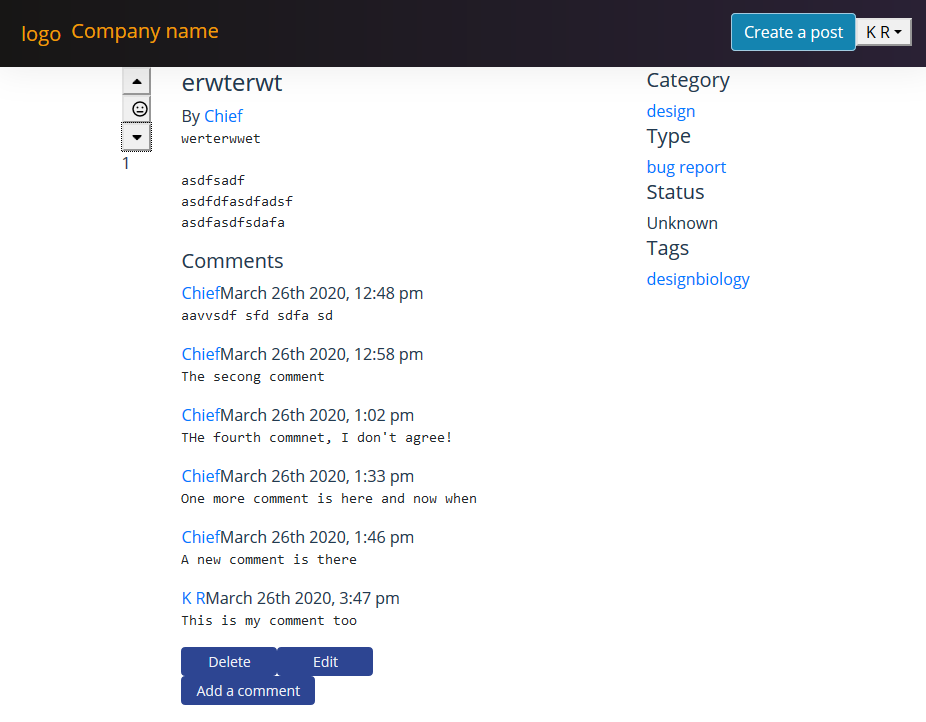 logo Company name Create a post K R
erwterwt
By Chief
werterwwet
asdfsadf
asdfdfasdfadsf
asdfasdfsdafa
1
Comments
ChiefMarch 26th 2020, 12:48 pm
aavvsdf sfd sdfa sd
ChiefMarch 26th 2020, 12:58 pm
The secong comment
ChiefMarch 26th 2020, 1:02 pm
THe fourth commnet, I don't agree!
ChiefMarch 26th 2020, 1:33 pm
One more comment is here and now when
ChiefMarch 26th 2020, 1:46 pm
A new comment is there
K RMarch 26th 2020, 3:47 pm
This is my comment too
Delete Edit
Add a comment
Category
design
Type
bug report
Status
Unknown
Tags
designbiology